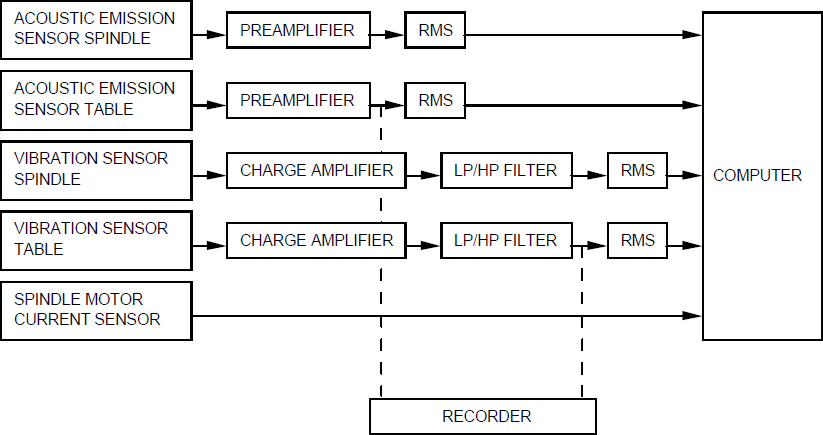 ACOUSTIC EMISSION
SENSOR SPINDLE
PREAMPLIFIER
RMS
ACOUSTIC EMISSION
SENSOR TABLE
PREAMPLIFIER
RMS
VIBRATION SENSOR
SPINDLE
CHARGE AMPLIFIER
LP/HP FILTER
RMS
COMPUTER
VIBRATION SENSOR
TABLE
CHARGE AMPLIFIER
LP/HP FILTER
RMS
SPINDLE MOTOR
CURRENT SENSOR
RECORDER